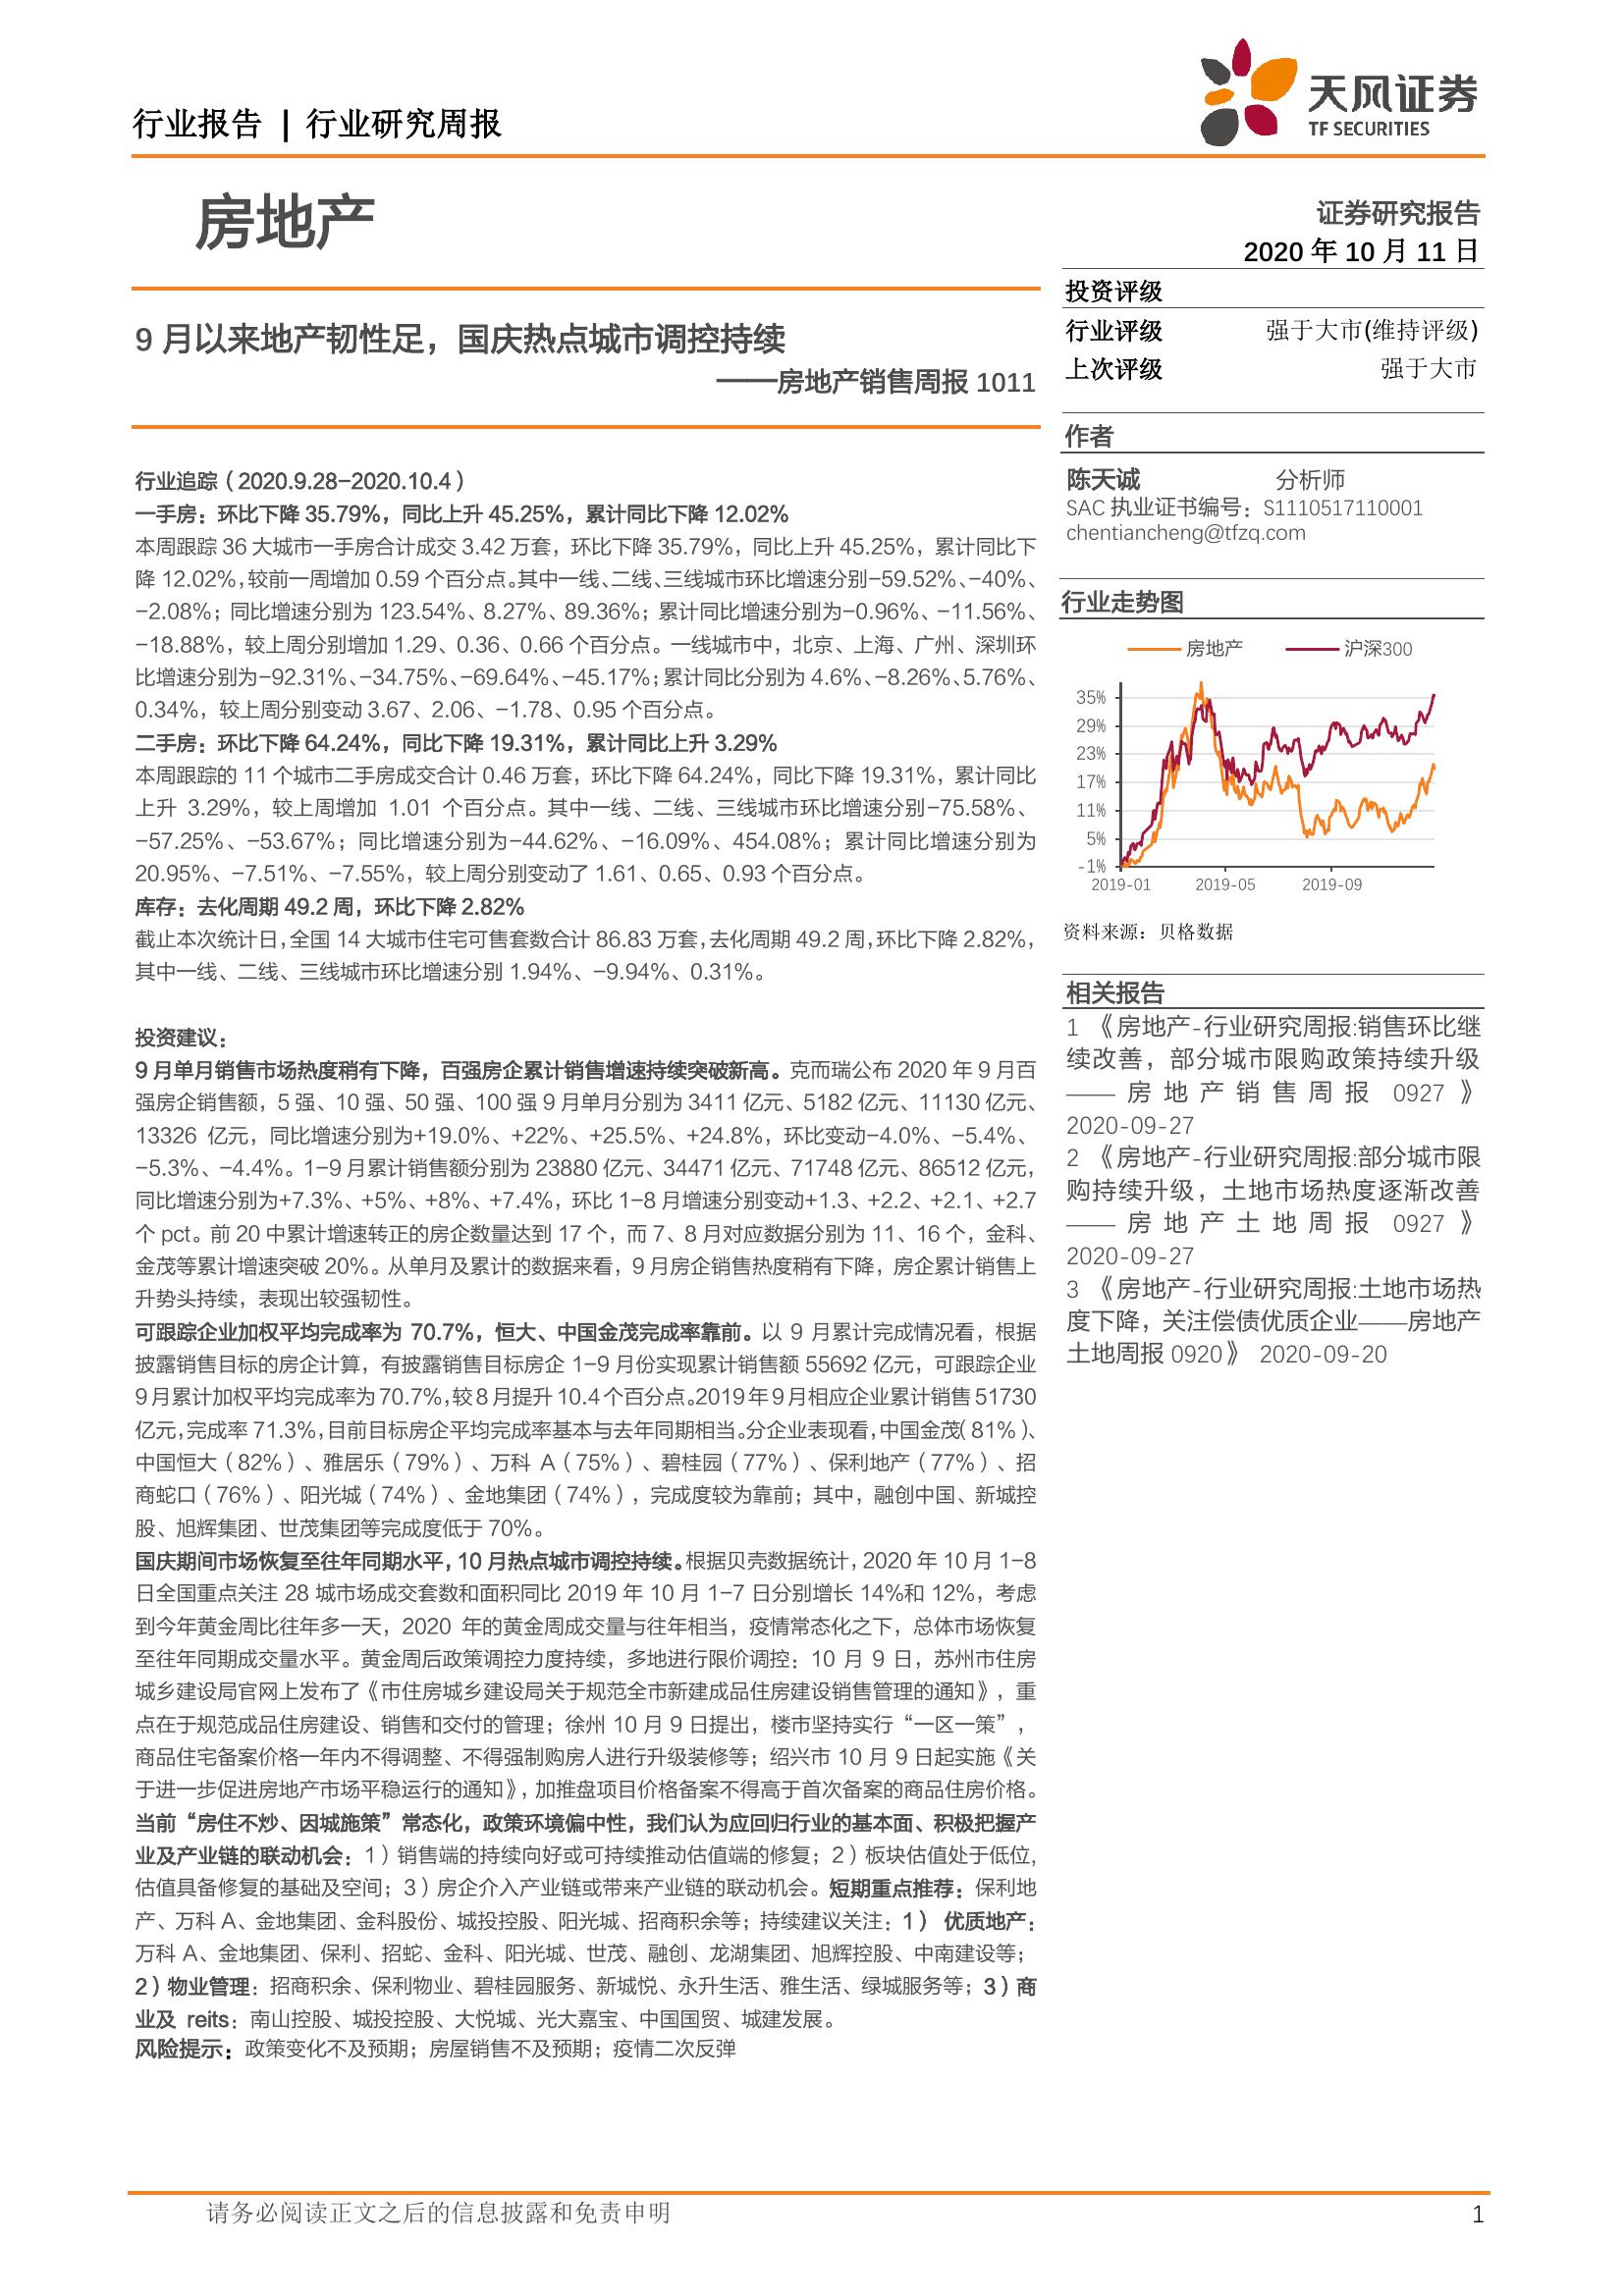 行业报告 | 行业研究周报
天风证券
TF SECURITIES
房地产
证券研究报告
2020 年 10 月 11 日
9 月以来地产韧性足，国庆热点城市调控持续
——房地产销售周报 1011
行业追踪（2020.9.28-2020.10.4）
一手房：环比下降 35.79%，同比上升 45.25%，累计同比下降 12.02%
本周跟踪 36 大城市一手房合计成交 3.42 万套，环比下降 35.79%，同比上升 45.25%，累计同比下
降 12.02%，较前一周增加 0.59 个百分点。其中一线、二线、三线城市环比增速分别-59.52%、-40%、
-2.08%；同比增速分别为 123.54%、8.27%、89.36%；累计同比增速分别为-0.96%、-11.56%、
-18.88%，较上周分别增加 1.29、0.36、0.66 个百分点。一线城市中，北京、上海、广州、深圳环
比增速分别为-92.31%、-34.75%、-69.64%、-45.17%；累计同比分别为 4.6%、-8.26%、5.76%、
0.34%，较上周分别变动 3.67、2.06、-1.78、0.95 个百分点。
二手房：环比下降 64.24%，同比下降 19.31%，累计同比上升 3.29%
本周跟踪的 11 个城市二手房成交合计 0.46 万套，环比下降 64.24%，同比下降 19.31%，累计同比
上升 3.29%，较上周增加 1.01 个百分点。其中一线、二线、三线城市环比增速分别-75.58%、
-57.25%、-53.67%；同比增速分别为-44.62%、-16.09%、454.08%；累计同比增速分别为
20.95%、-7.51%、-7.55%，较上周分别变动了 1.61、0.65、0.93 个百分点。
库存：去化周期 49.2 周，环比下降 2.82%
截止本次统计日，全国 14 大城市住宅可售套数合计 86.83 万套，去化周期 49.2 周，环比下降 2.82%，
其中一线、二线、三线城市环比增速分别 1.94%、-9.94%、0.31%。
投资建议：
9 月单月销售市场热度稍有下降，百强房企累计销售增速持续突破新高。克而瑞公布 2020 年 9 月百
强房企销售额，5 强、10 强、50 强、100 强 9 月单月分别为 3411 亿元、5182 亿元、11130 亿元、
13326 亿元，同比增速分别为+19.0%、+22%、+25.5%、+24.8%，环比变动-4.0%、-5.4%、
-5.3%、-4.4%。1-9 月累计销售额分别为 23880 亿元、34471 亿元、71748 亿元、86512 亿元，
同比增速分别为+7.3%、+5%、+8%、+7.4%，环比 1-8 月增速分别变动+1.3、+2.2、+2.1、+2.7
个 pct。前 20 中累计增速转正的房企数量达到 17 个，而 7、8 月对应数据分别为 11、16 个，金科、
金茂等累计增速突破 20%。从单月及累计的数据来看，9 月房企销售热度稍有下降，房企累计销售上
升势头持续，表现出较强韧性。
可跟踪企业加权平均完成率为 70.7%，恒大、中国金茂完成率靠前。以 9 月累计完成情况看，根据
披露销售目标的房企计算，有披露销售目标房企 1-9 月份实现累计销售额 55692 亿元，可跟踪企业
9 月累计加权平均完成率为 70.7%，较 8 月提升 10.4 个百分点。2019 年 9 月相应企业累计销售 51730
亿元，完成率 71.3%，目前目标房企平均完成率基本与去年同期相当。分企业表现看，中国金茂（81%）、
中国恒大（82%）、雅居乐（79%）、万科 A（75%）、碧桂园（77%）、保利地产（77%）、招
商蛇口（76%）、阳光城（74%）、金地集团（74%），完成度较为靠前；其中，融创中国、新城控
股、旭辉集团、世茂集团等完成度低于 70%。
国庆期间市场恢复至往年同期水平，10 月热点城市调控持续。根据贝壳数据统计，2020 年 10 月 1-8
日全国重点关注 28 城市场成交套数和面积同比 2019 年 10 月 1-7 日分别增长 14%和 12%，考虑
到今年黄金周比往年多一天，2020 年的黄金周成交量与往年相当，疫情常态化之下，总体市场恢复
至往年同期成交量水平。黄金周后政策调控力度持续，多地进行限价调控：10 月 9 日，苏州市住房
城乡建设局官网上发布了《市住房城乡建设局关于规范全市新建成品住房建设销售管理的通知》，重
点在于规范成品住房建设、销售和交付的管理；徐州 10 月 9 日提出，楼市坚持实行“一区一策”，
商品住宅备案价格一年内不得调整、不得强制购房人进行升级装修等；绍兴市 10 月 9 日起实施《关
于进一步促进房地产市场平稳运行的通知》，加推盘项目价格备案不得高于首次备案的商品住房价格。
当前“房住不炒、因城施策”常态化，政策环境偏中性，我们认为应回归行业的基本面、积极把握产
业及产业链的联动机会：1）销售端的持续向好或可持续推动估值端的修复；2）板块估值处于低位，
估值具备修复的基础及空间；3）房企介入产业链或带来产业链的联动机会。短期重点推荐：保利地
产、万科 A、金地集团、金科股份、城投控股、阳光城、招商积余等；持续建议关注：1） 优质地产：
万科 A、金地集团、保利、招蛇、金科、阳光城、世茂、融创、龙湖集团、旭辉控股、中南建设等；
2）物业管理：招商积余、保利物业、碧桂园服务、新城悦、永升生活、雅生活、绿城服务等；3）商
业及 reits：南山控股、城投控股、大悦城、光大嘉宝、中国国贸、城建发展。
风险提示：政策变化不及预期；房屋销售不及预期；疫情二次反弹
投资评级
行业评级 强于大市(维持评级)
上次评级 强于大市
作者
陈天诚 分析师
SAC 执业证书编号：S1110517110001
chentiancheng@tfzq.com
行业走势图
房地产 沪深300
35%
29%
23%
17%
11%
5%
-1%
2019-01 2019-05 2019-09
资料来源：贝格数据
相关报告
1 《房地产-行业研究周报:销售环比继
续改善，部分城市限购政策持续升级
——房地产销售周报 0927》
2020-09-27
2 《房地产-行业研究周报:部分城市限
购持续升级，土地市场热度逐渐改善
——房地产土地周报 0927》
2020-09-27
3 《房地产-行业研究周报:土地市场热
度下降，关注偿债优质企业——房地产
土地周报 0920》 2020-09-20
请务必阅读正文之后的信息披露和免责申明
1